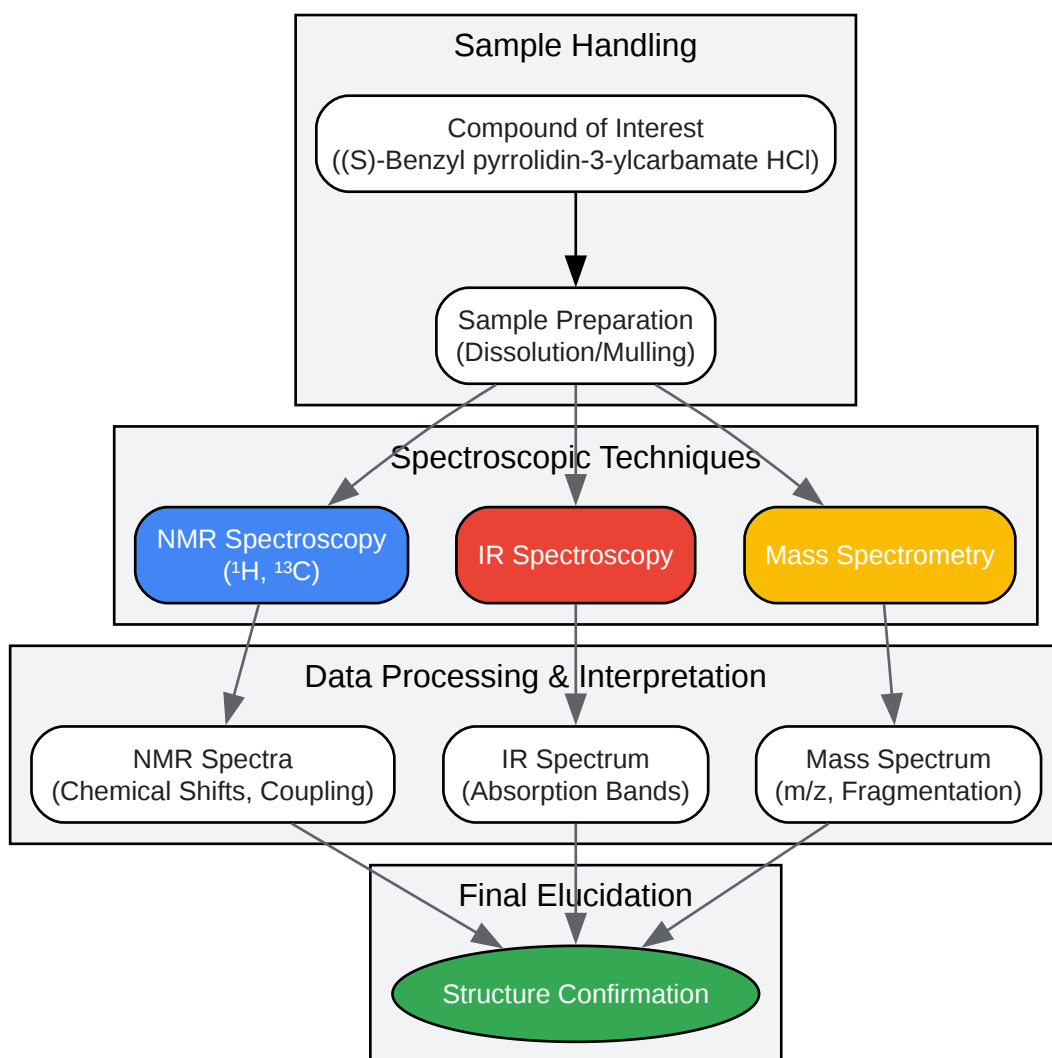 Sample Handling
Compound of Interest
((S)-Benzyl pyrrolidin-3-ylcarbamate HCl)
Sample Preparation
(Dissolution/Mulling)
Spectroscopic Techniques
NMR Spectroscopy
(¹H, ¹³C)
IR Spectroscopy
Mass Spectrometry
Data Processing & Interpretation
NMR Spectra
(Chemical Shifts, Coupling)
IR Spectrum
(Absorption Bands)
Mass Spectrum
(m/z, Fragmentation)
Final Elucidation
Structure Confirmation